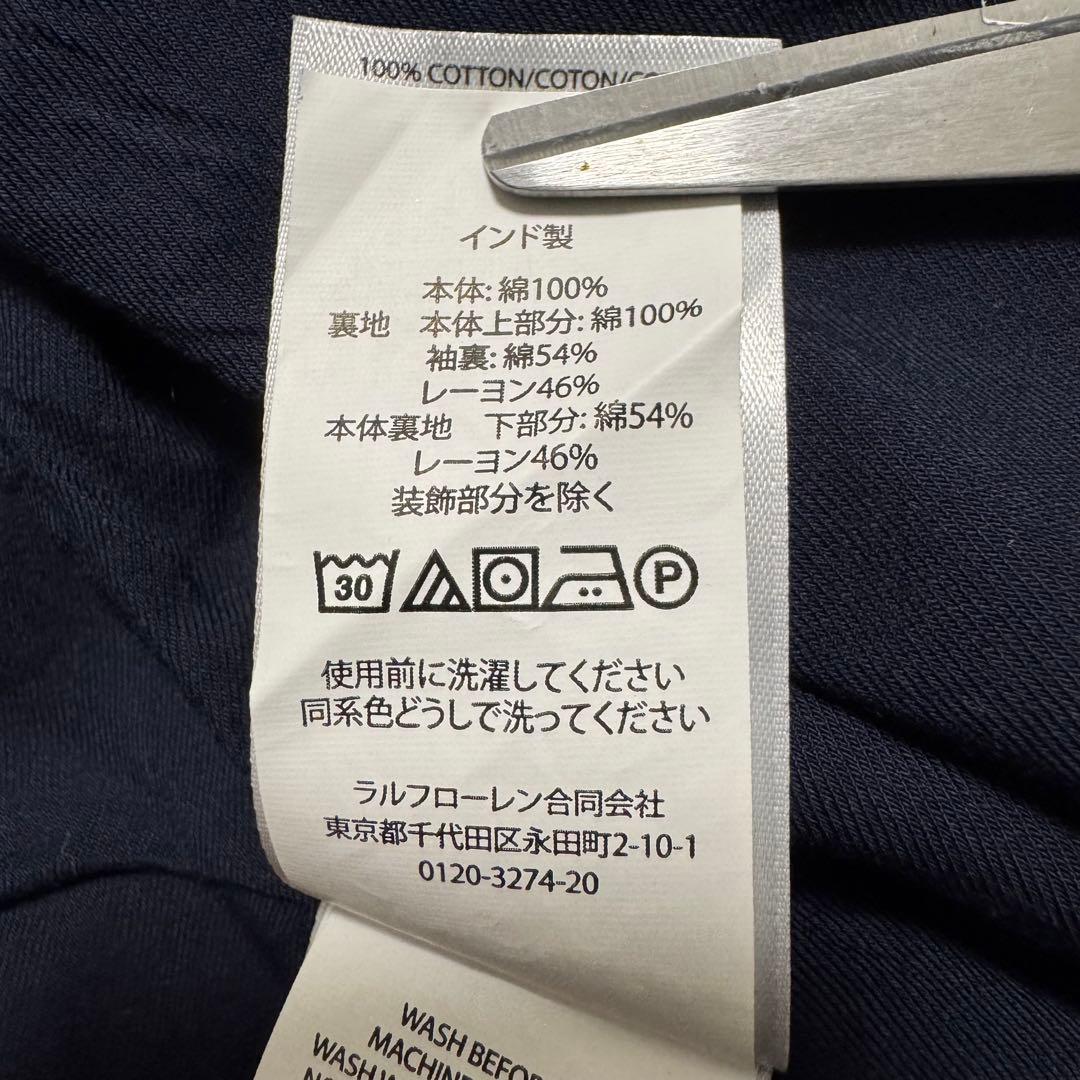 100% COTTON/COTON/
インド製
本体: 綿100%
裏地 本体上部分: 綿100%
袖裏: 綿54%
レーヨン46%
本体裏地 下部分: 綿54%
レーヨン46%
装飾部分を除く
30 P
使用前に洗濯してください
同系色どうしで洗ってください
ラルフローレン合同会社
東京都千代田区永田町2-10-1
0120-3274-20
WASH
MACHINE
WASH